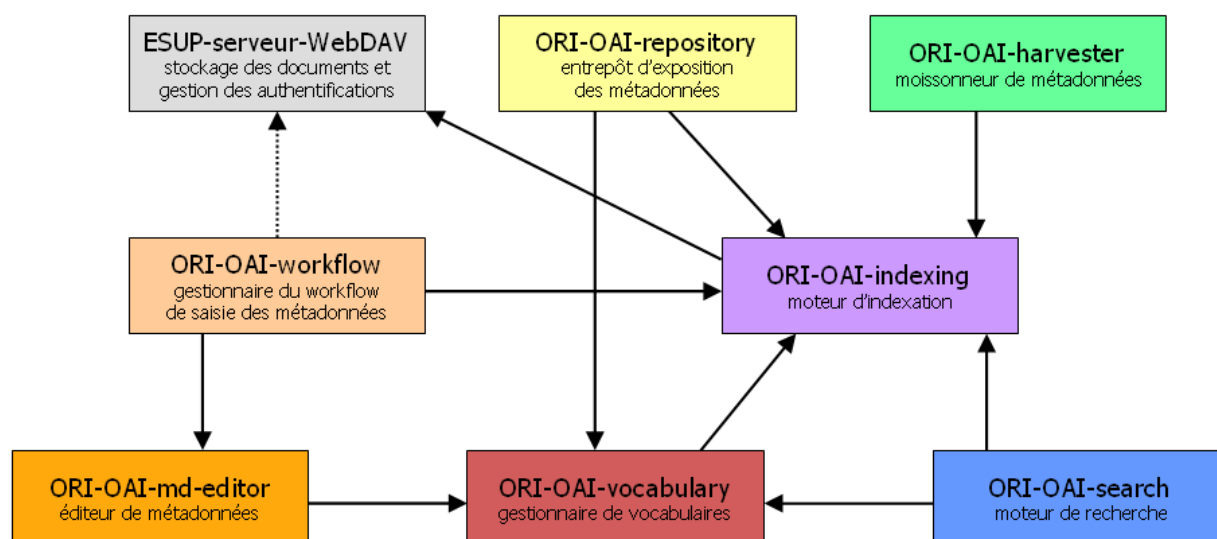 ESUP-serveur-WebDAV
stockage des documents et
gestion des authentifications
ORI-OAI-repository
entrepôt d'exposition
des métadonnées
ORI-OAI-harvester
moissonneur de métadonnées
ORI-OAI-workflow
gestionnaire du workflow
de saisie des métadonnées
ORI-OAI-indexing
moteur d'indexation
ORI-OAI-md-editor
éditeur de métadonnées
ORI-OAI-vocabulary
gestionnaire de vocabulaires
ORI-OAI-search
moteur de recherche